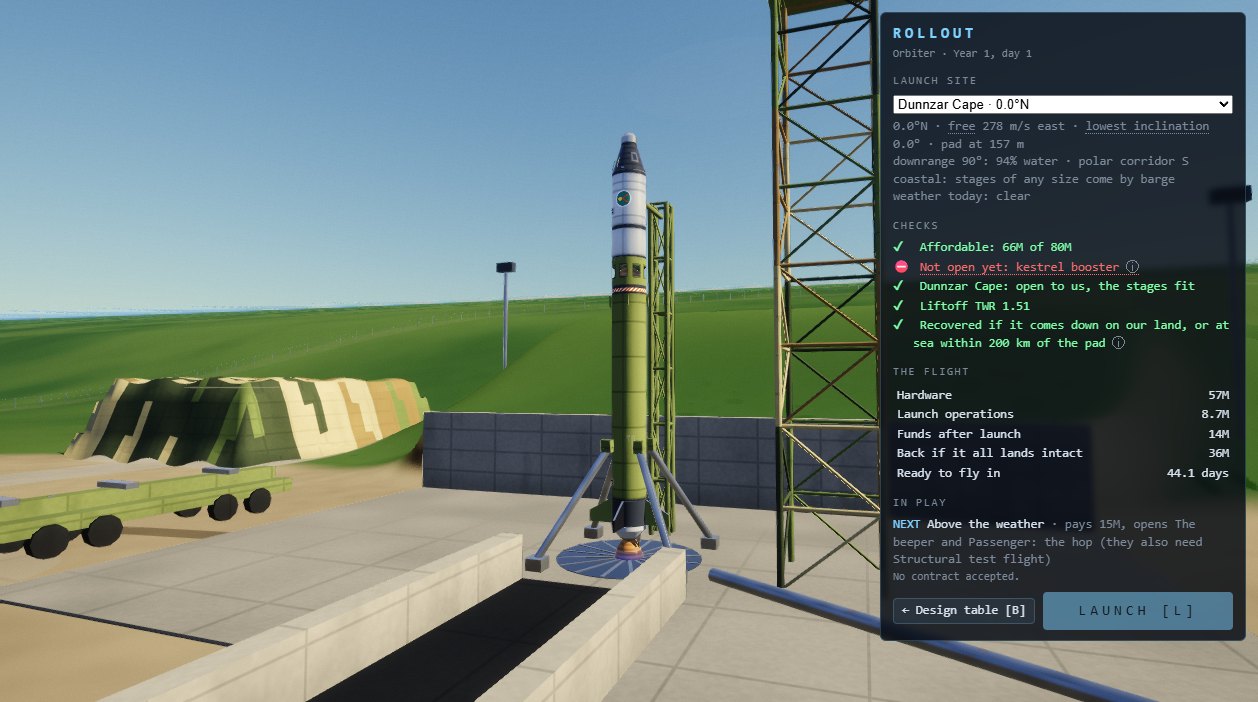 ROLLOUT
Orbiter · Year 1, day 1
LAUNCH SITE
Dunnzar Cape · 0.0°N
0.0°N · free 278 m/s east · lowest inclination
0.0° · pad at 157 m
downrange 90°: 94% water · polar corridor S
coastal: stages of any size come by barge
weather today: clear
CHECKS
✓ Affordable: 66M of 80M
⛔ Not open yet: kestrel booster ⓘ
✓ Dunnzar Cape: open to us, the stages fit
✓ Liftoff TWR 1.51
✓ Recovered if it comes down on our land, or at
sea within 200 km of the pad ⓘ
THE FLIGHT
Hardware 57M
Launch operations 8.7M
Funds after launch 14M
Back if it all lands intact 36M
Ready to fly in 44.1 days
IN PLAY
NEXT Above the weather · pays 15M, opens The
beeper and Passenger: the hop (they also need
Structural test flight)
No contract accepted.
← Design table [B]
LAUNCH [L]